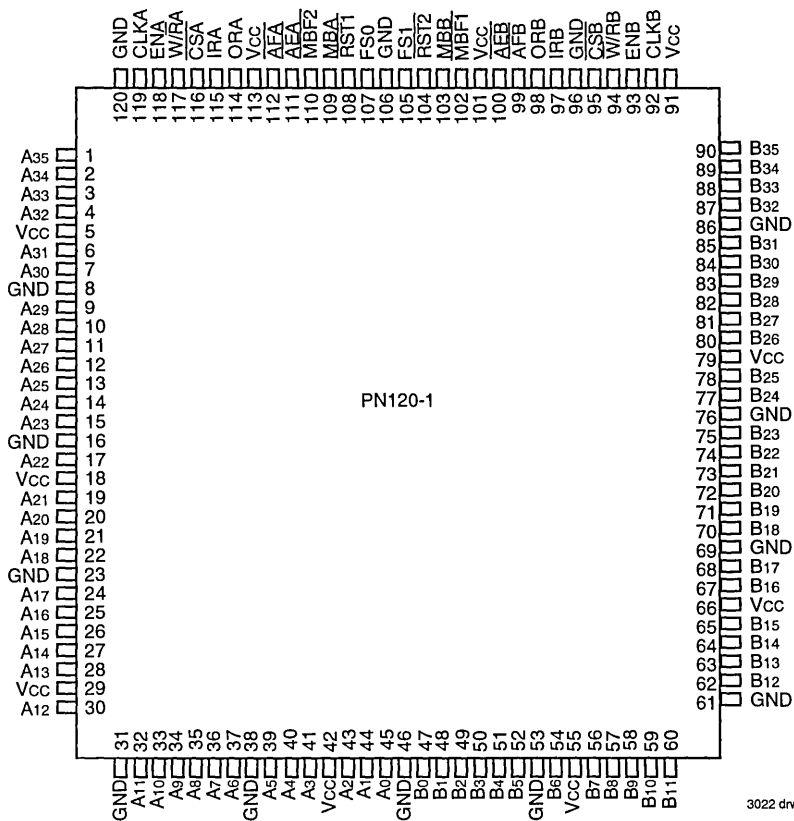 GND CLKA ENA W/RA CSA IRA ORA VCC AFA AEA MBF2 MBA RST1 FS0 GND FS1 RST2 MBB MBF1 VCC AEB AFB ORB IRB GND CSB W/RB ENB CLKB VCC
120 119 118 117 116 115 114 113 112 111 110 109 108 107 106 105 104 103 102 101 100 99 98 97 96 95 94 93 92 91
A35 1
A34 2
A33 3
A32 4
VCC 5
A31 6
A30 7
GND 8
A29 9
A28 10
A27 11
A26 12
A25 13
A24 14
A23 15
GND 16
A22 17
VCC 18
A21 19
A20 20
A19 21
A18 22
GND 23
A17 24
A16 25
A15 26
A14 27
A13 28
VCC 29
A12 30
PN120-1
90 B35
89 B34
88 B33
87 B32
86 GND
85 B31
84 B30
83 B29
82 B28
81 B27
80 B26
79 VCC
78 B25
77 B24
76 GND
75 B23
74 B22
73 B21
72 B20
71 B19
70 B18
69 GND
68 B17
67 B16
66 VCC
65 B15
64 B14
63 B13
62 B12
61 GND
31 32 33 34 35 36 37 38 39 40 41 42 43 44 45 46 47 48 49 50 51 52 53 54 55 56 57 58 59 60
GND A11 A10 A9 A8 A7 A6 GND A5 A4 A3 VCC A2 A1 A0 GND B0 B1 B2 B3 B4 B5 GND B6 VCC B7 B8 B9 B10 B11
3022 drw